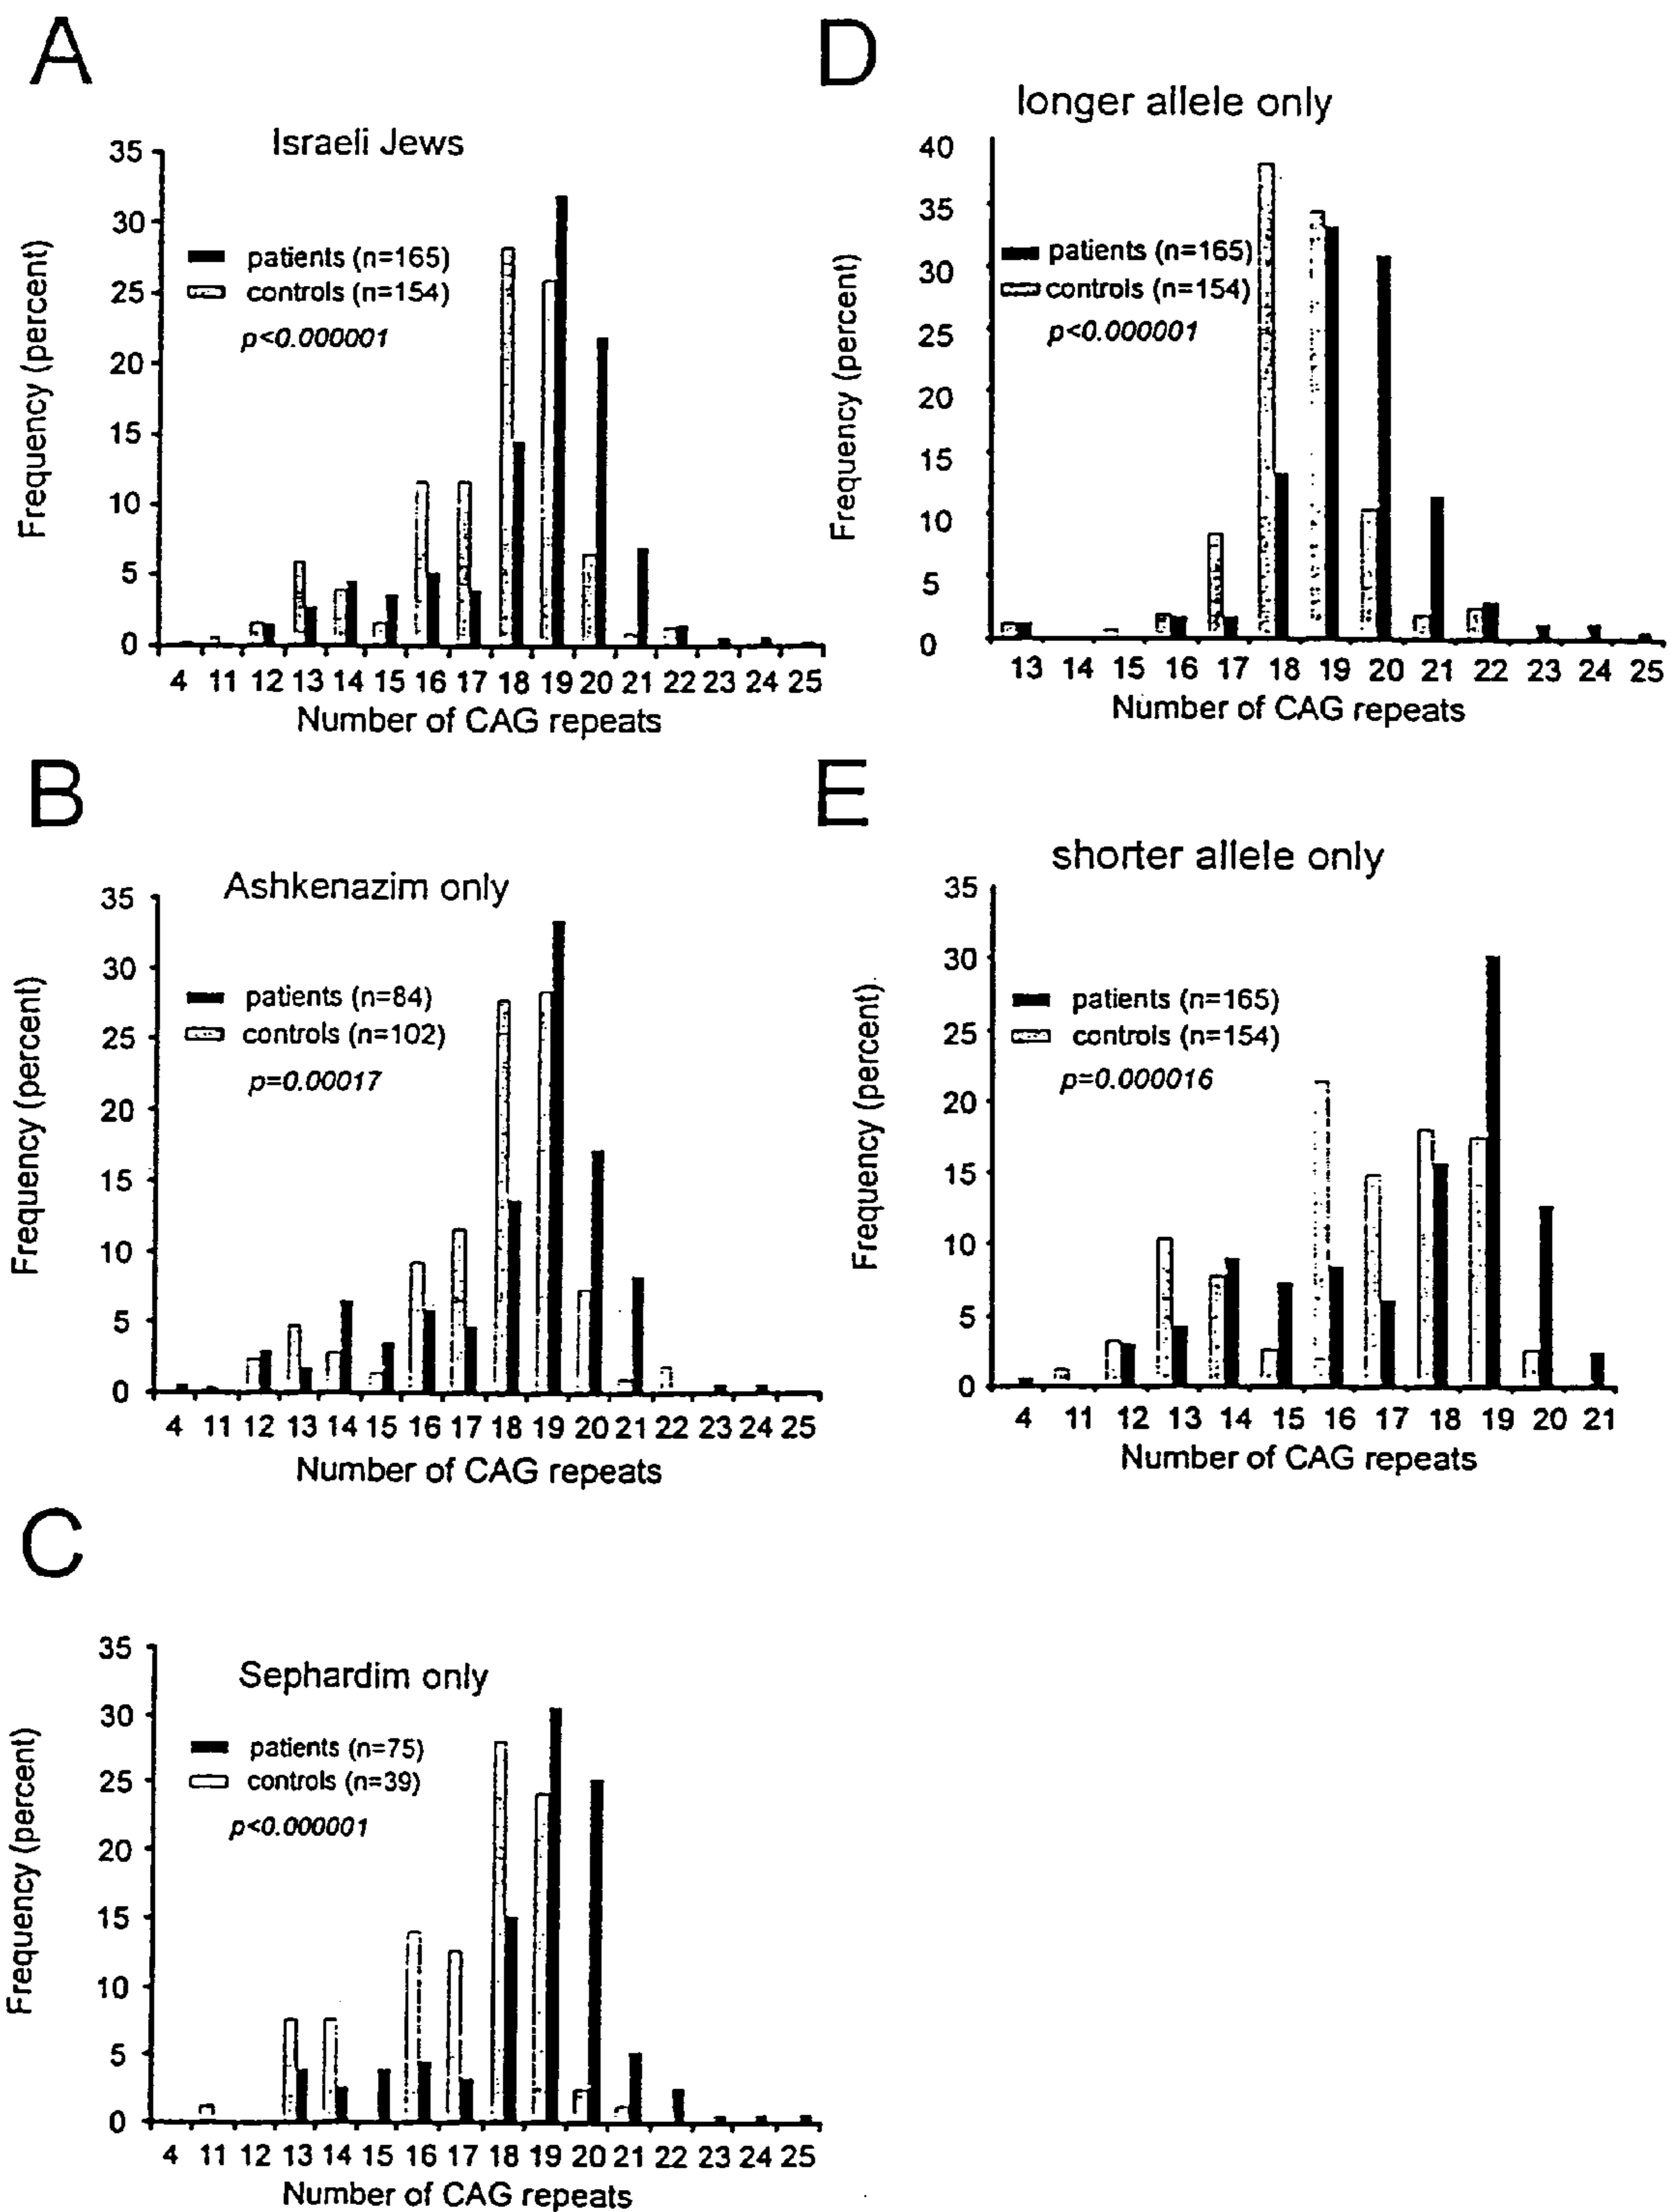 A
Israeli Jews
35
30
25
20
15
10
5
0
Frequency (percent)
patients (n=165)
controls (n=154)
p<0.000001
4 11 12 13 14 15 16 17 18 19 20 21 22 23 24 25
Number of CAG repeats
D
longer allele only
40
35
30
25
20
15
10
5
0
Frequency (percent)
patients (n=165)
controls (n=154)
p<0.000001
13 14 15 16 17 18 19 20 21 22 23 24 25
Number of CAG repeats
B
Ashkenazim only
35
30
25
20
15
10
5
0
Frequency (percent)
patients (n=84)
controls (n=102)
p=0.00017
4 11 12 13 14 15 16 17 18 19 20 21 22 23 24 25
Number of CAG repeats
E
shorter allele only
35
30
25
20
15
10
5
0
Frequency (percent)
patients (n=165)
controls (n=154)
p=0.000016
4 11 12 13 14 15 16 17 18 19 20 21
Number of CAG repeats
C
Sephardim only
35
30
25
20
15
10
5
0
Frequency (percent)
patients (n=75)
controls (n=39)
p<0.000001
4 11 12 13 14 15 16 17 18 19 20 21 22 23 24 25
Number of CAG repeats